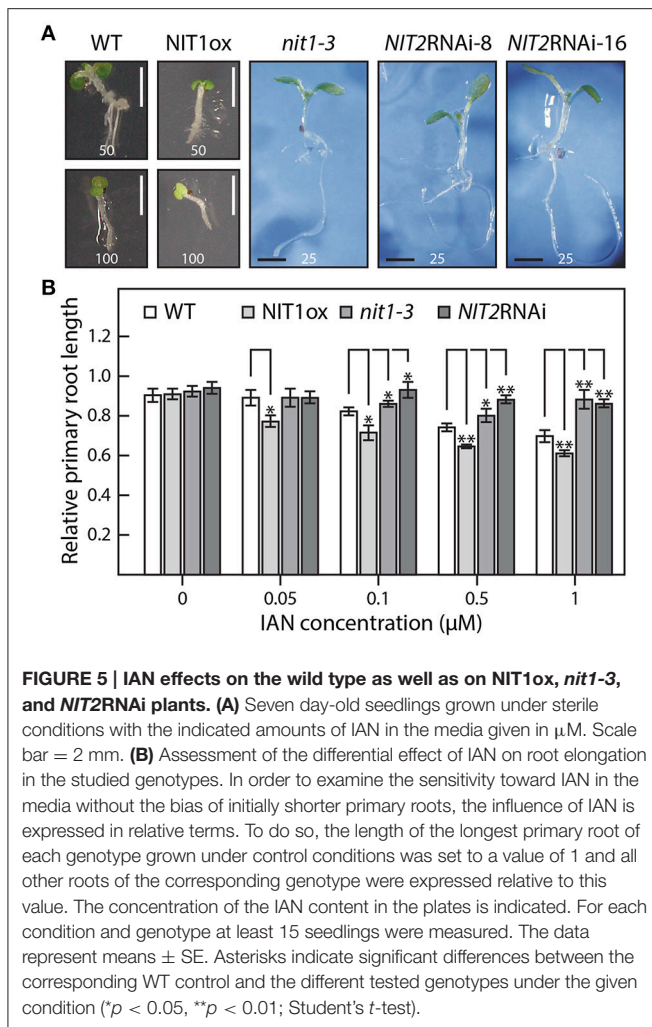 A
WT NIT1ox nit1-3 NIT2RNAi-8 NIT2RNAi-16
50 50
100 100 25 25 25
B
WT NIT1ox nit1-3 NIT2RNAi
Relative primary root length
1.2
1.0
0.8
0.6
0.4
0.2
* * * * ** * ** ** ** **
0 0.05 0.1 0.5 1
IAN concentration (µM)
FIGURE 5 | IAN effects on the wild type as well as on NIT1ox, nit1-3,
and NIT2RNAi plants. (A) Seven day-old seedlings grown under sterile
conditions with the indicated amounts of IAN in the media given in µM. Scale
bar = 2 mm. (B) Assessment of the differential effect of IAN on root elongation
in the studied genotypes. In order to examine the sensitivity toward IAN in the
media without the bias of initially shorter primary roots, the influence of IAN is
expressed in relative terms. To do so, the length of the longest primary root of
each genotype grown under control conditions was set to a value of 1 and all
other roots of the corresponding genotype were expressed relative to this
value. The concentration of the IAN content in the plates is indicated. For each
condition and genotype at least 15 seedlings were measured. The data
represent means ± SE. Asterisks indicate significant differences between the
corresponding WT control and the different tested genotypes under the given
condition (*p < 0.05, **p < 0.01; Student's t-test).